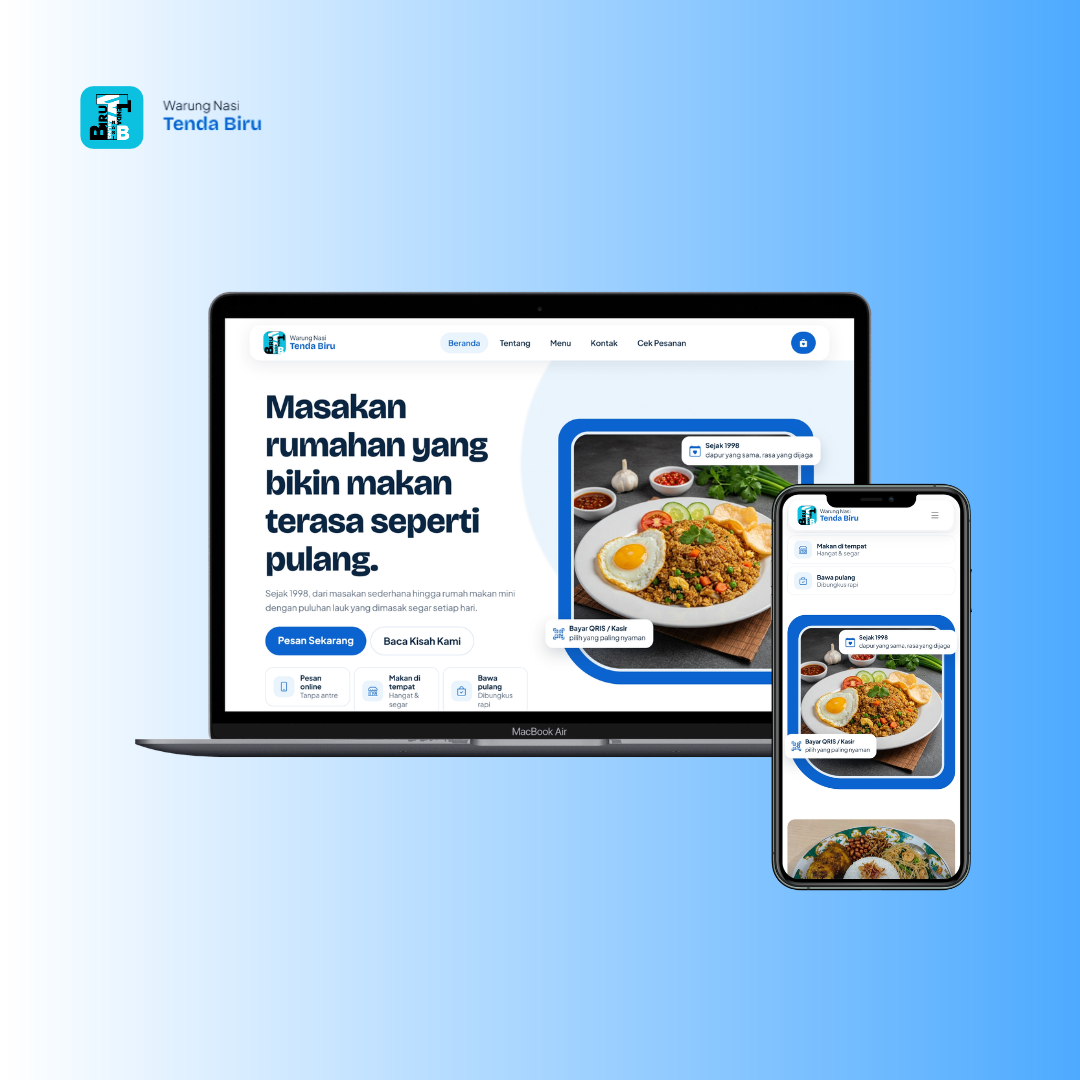 Warung Nasi
Tenda Biru
Warung Nasi
Tenda Biru
Beranda
Tentang
Menu
Kontak
Cek Pesanan
Masakan
rumahan yang
bikin makan
terasa seperti
pulang.
Sejak 1998, dari masakan sederhana hingga rumah makan mini
dengan puluhan lauk yang dimasak segar setiap hari.
Pesan Sekarang
Baca Kisah Kami
Pesan
online
Tanpa antre
Makan di
tempat
Hangat &
segar
Bawa
pulang
Dibungkus
rapi
Sejak 1998
dapur yang sama, rasa yang dijaga
Bayar QRIS / Kasir
pilih yang paling nyaman
MacBook Air
Warung Nasi
Tenda Biru
Makan di tempat
Hangat & segar
Bawa pulang
Dibungkus rapi
Sejak 1998
dapur yang sama, rasa yang dijaga
Bayar QRIS / Kasir
pilih yang paling nyaman